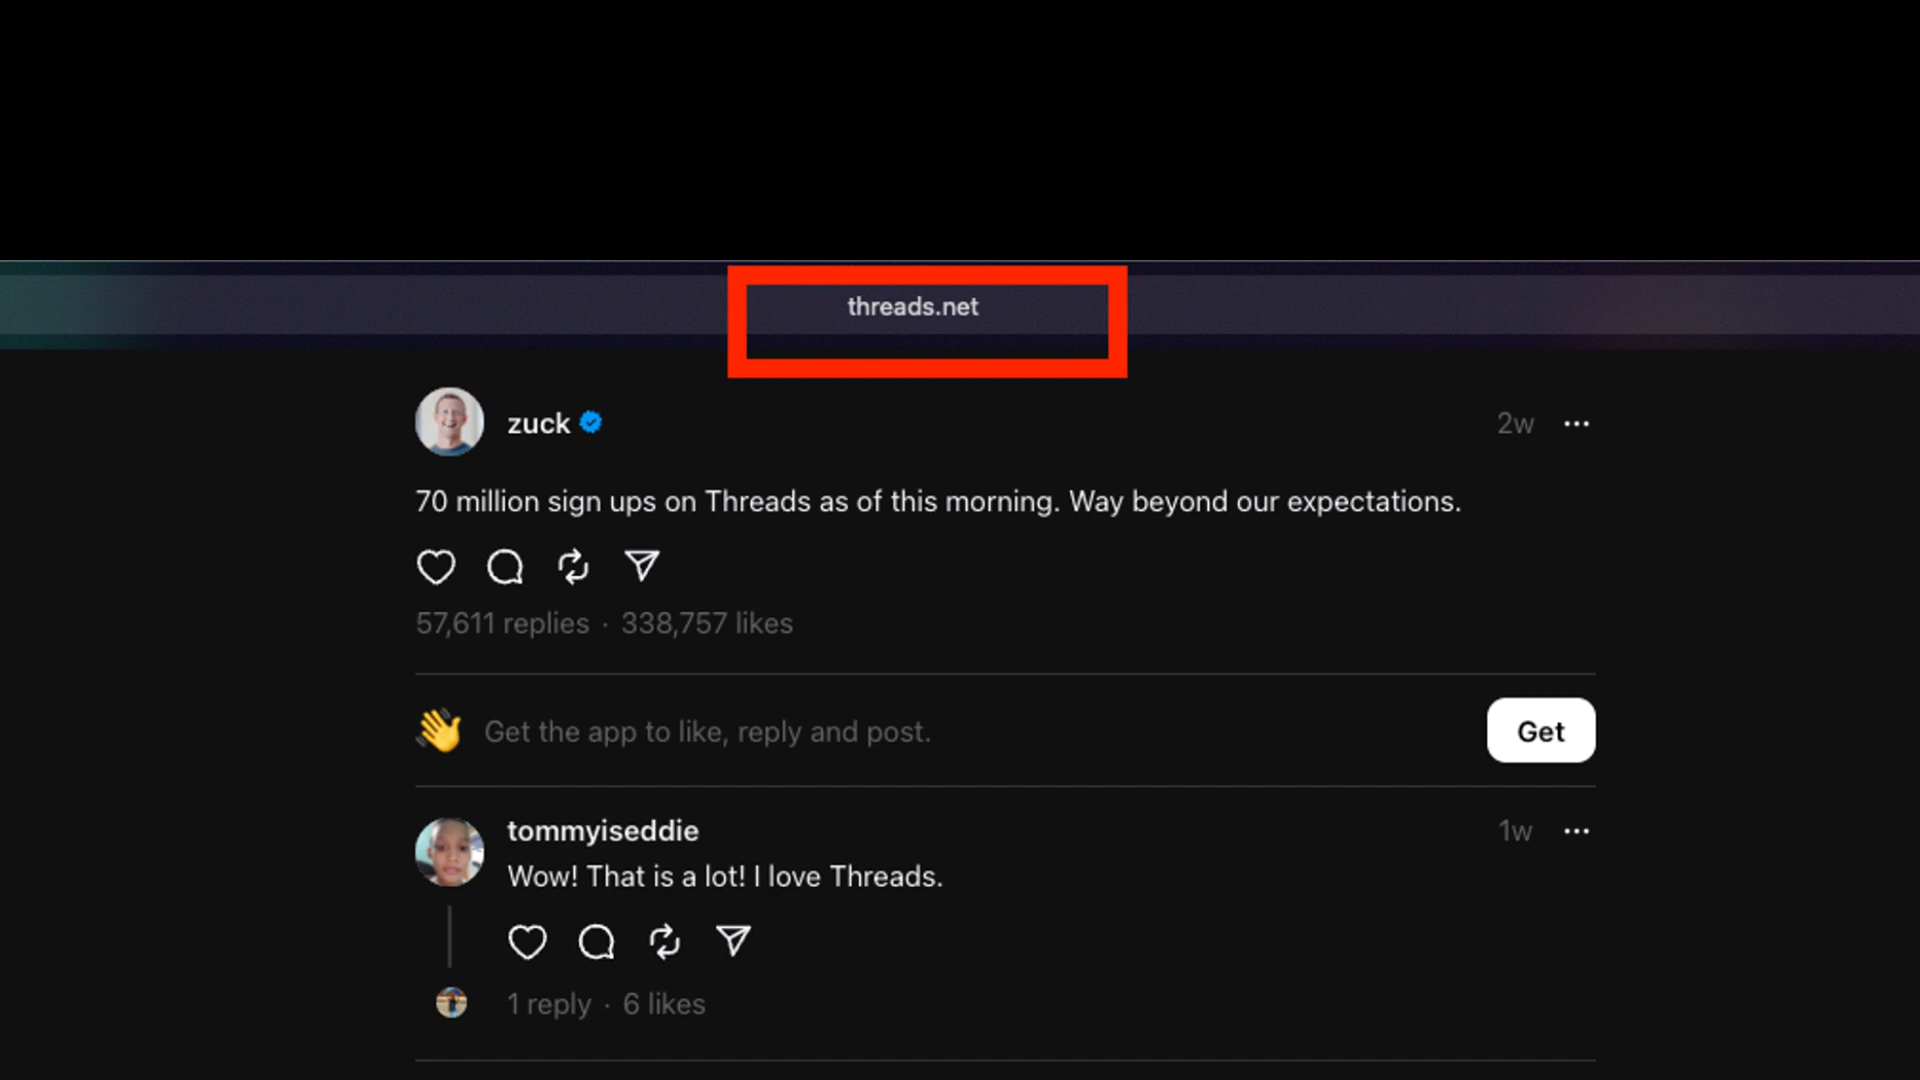 threads.net
zuck
2w
70 million sign ups on Threads as of this morning. Way beyond our expectations.
57,611 replies · 338,757 likes
👋 Get the app to like, reply and post.
Get
tommyiseddie
1w
Wow! That is a lot! I love Threads.
1 reply · 6 likes